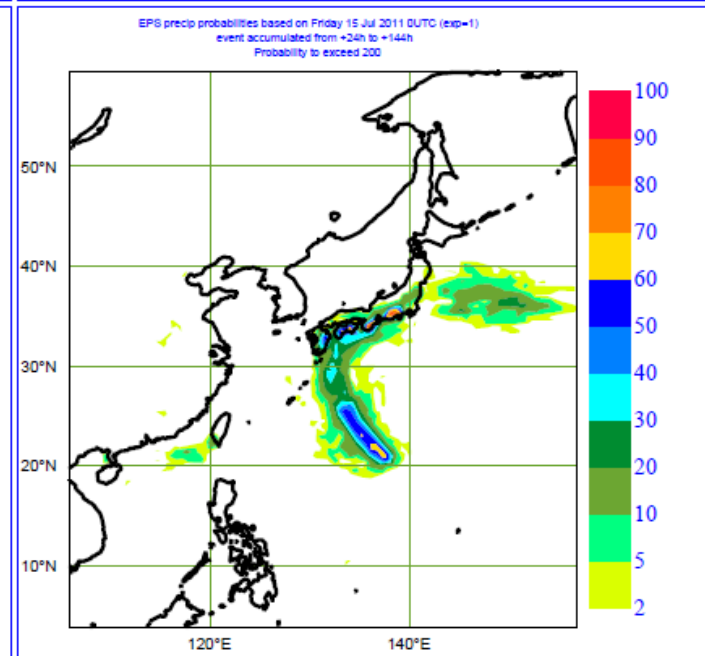 EPS precip probabilities based on Friday 15 Jul 2011 0UTC (exp=1)
event accumulated from +24h to +144h
Probability to exceed 200
100
90
80
70
60
50
40
30
20
10
5
2
50°N
40°N
30°N
20°N
10°N
120°E
140°E